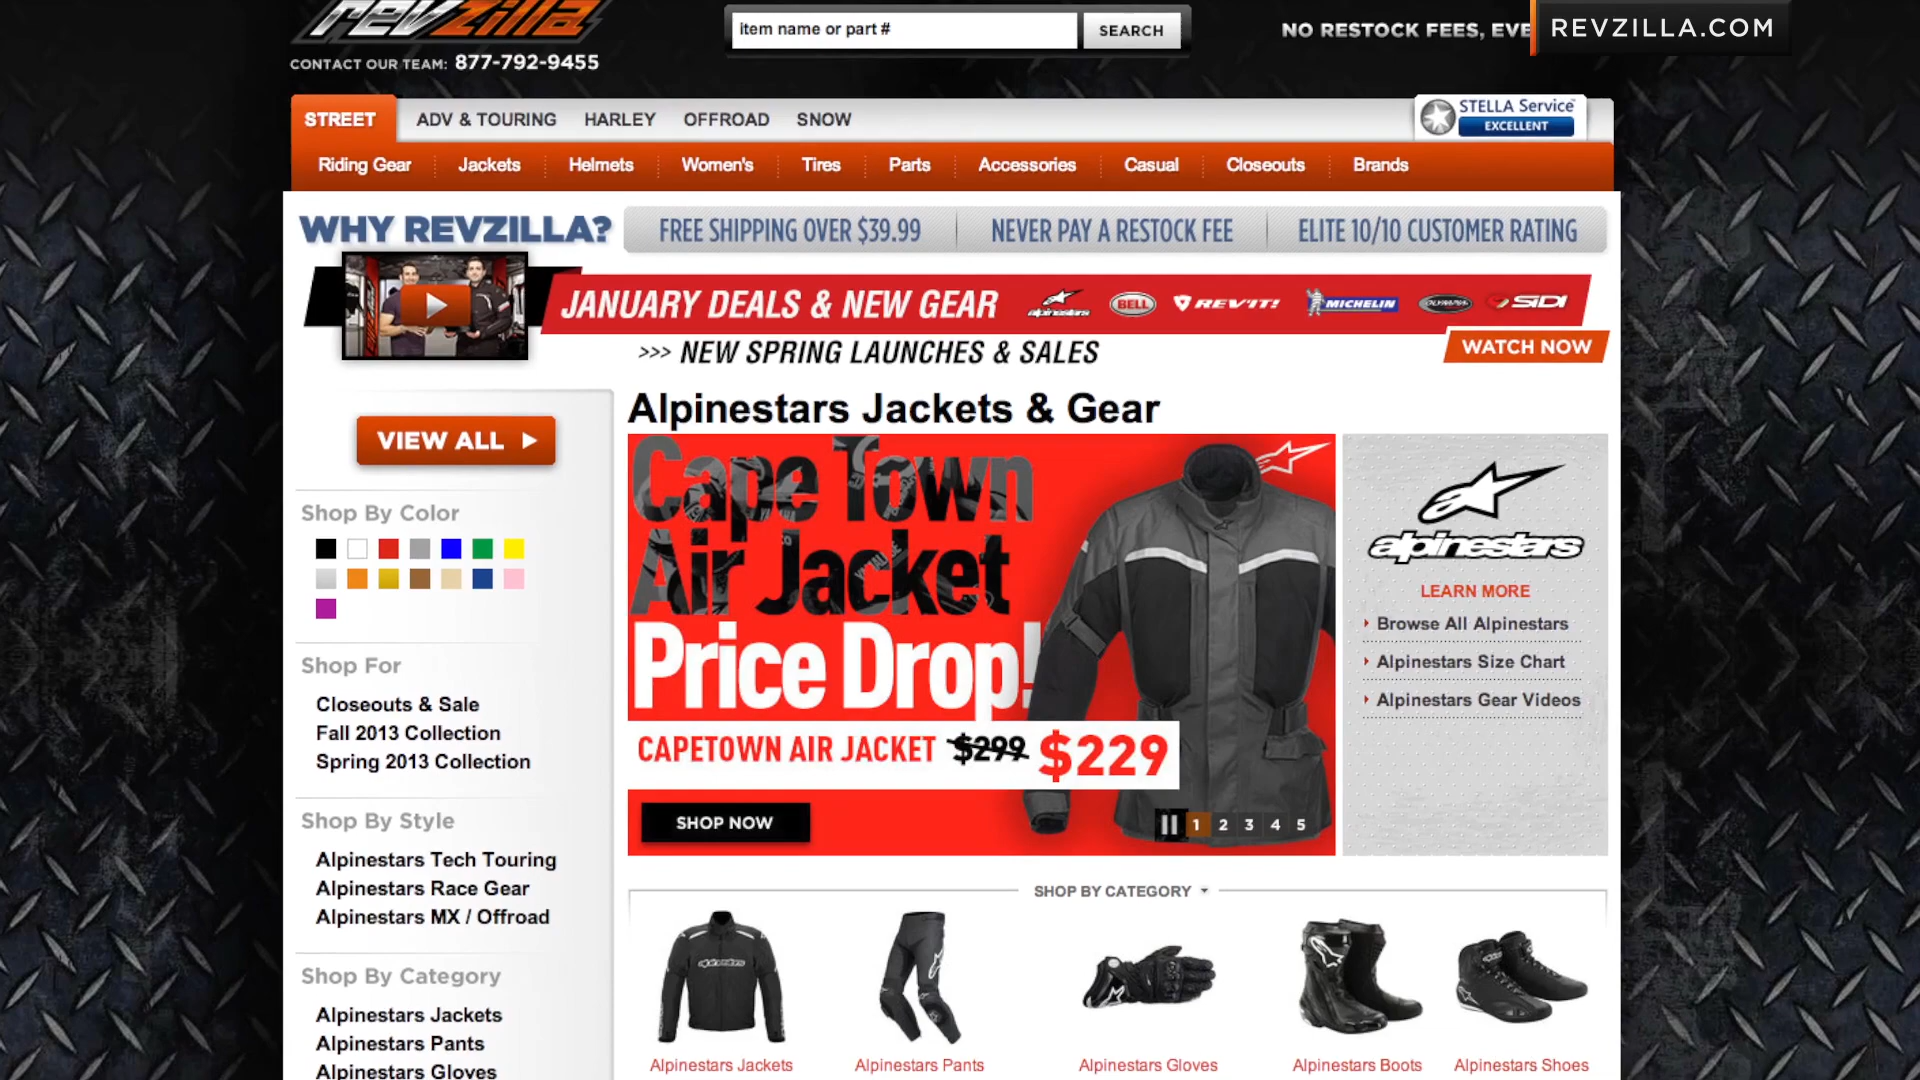 revzilla
CONTACT OUR TEAM: 877-792-9455
item name or part #
SEARCH
NO RESTOCK FEES, EVE
REVZILLA.COM
STREET
ADV & TOURING
HARLEY
OFFROAD
SNOW
STELLA Service
EXCELLENT
Riding Gear
Jackets
Helmets
Women's
Tires
Parts
Accessories
Casual
Closeouts
Brands
WHY REVZILLA?
FREE SHIPPING OVER $39.99
NEVER PAY A RESTOCK FEE
ELITE 10/10 CUSTOMER RATING
JANUARY DEALS & NEW GEAR
alpinestars
BELL
REV'IT!
MICHELIN
OLYMPIA
SIDI
>>> NEW SPRING LAUNCHES & SALES
WATCH NOW
VIEW ALL
Alpinestars Jackets & Gear
Shop By Color
Shop For
Closeouts & Sale
Fall 2013 Collection
Spring 2013 Collection
Shop By Style
Alpinestars Tech Touring
Alpinestars Race Gear
Alpinestars MX / Offroad
Shop By Category
Alpinestars Jackets
Alpinestars Pants
Alpinestars Gloves
Cape Town
Air Jacket
Price Drop!
CAPETOWN AIR JACKET $299 $229
SHOP NOW
1 2 3 4 5
alpinestars
LEARN MORE
Browse All Alpinestars
Alpinestars Size Chart
Alpinestars Gear Videos
SHOP BY CATEGORY
alpinestars
Alpinestars Jackets
Alpinestars Pants
Alpinestars Gloves
Alpinestars Boots
Alpinestars Shoes